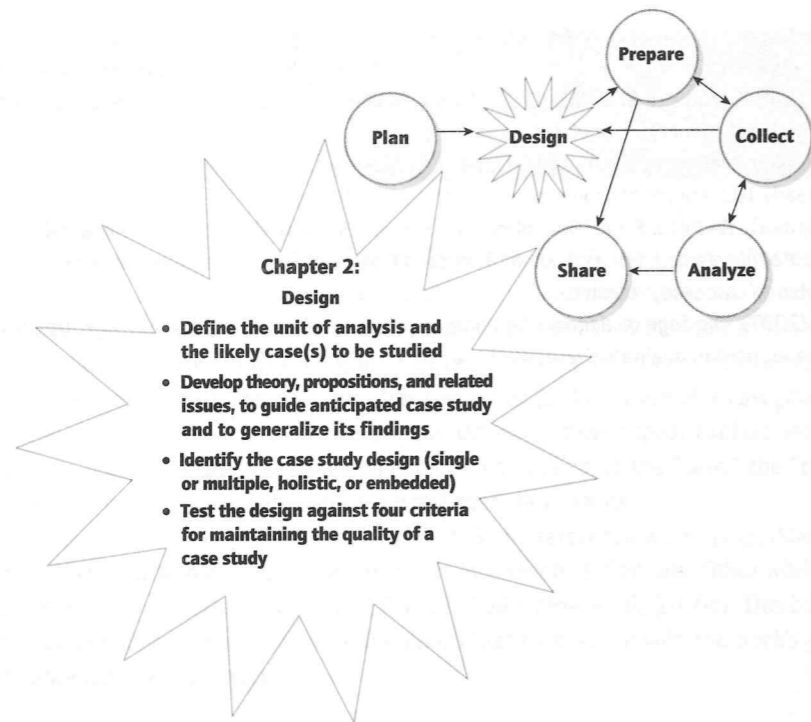 Prepare
Plan
Design
Collect
Share
Analyze
Chapter 2:
Design
• Define the unit of analysis and
the likely case(s) to be studied
• Develop theory, propositions, and related
issues, to guide anticipated case study
and to generalize its findings
• Identify the case study design (single
or multiple, holistic, or embedded)
• Test the design against four criteria
for maintaining the quality of a
case study